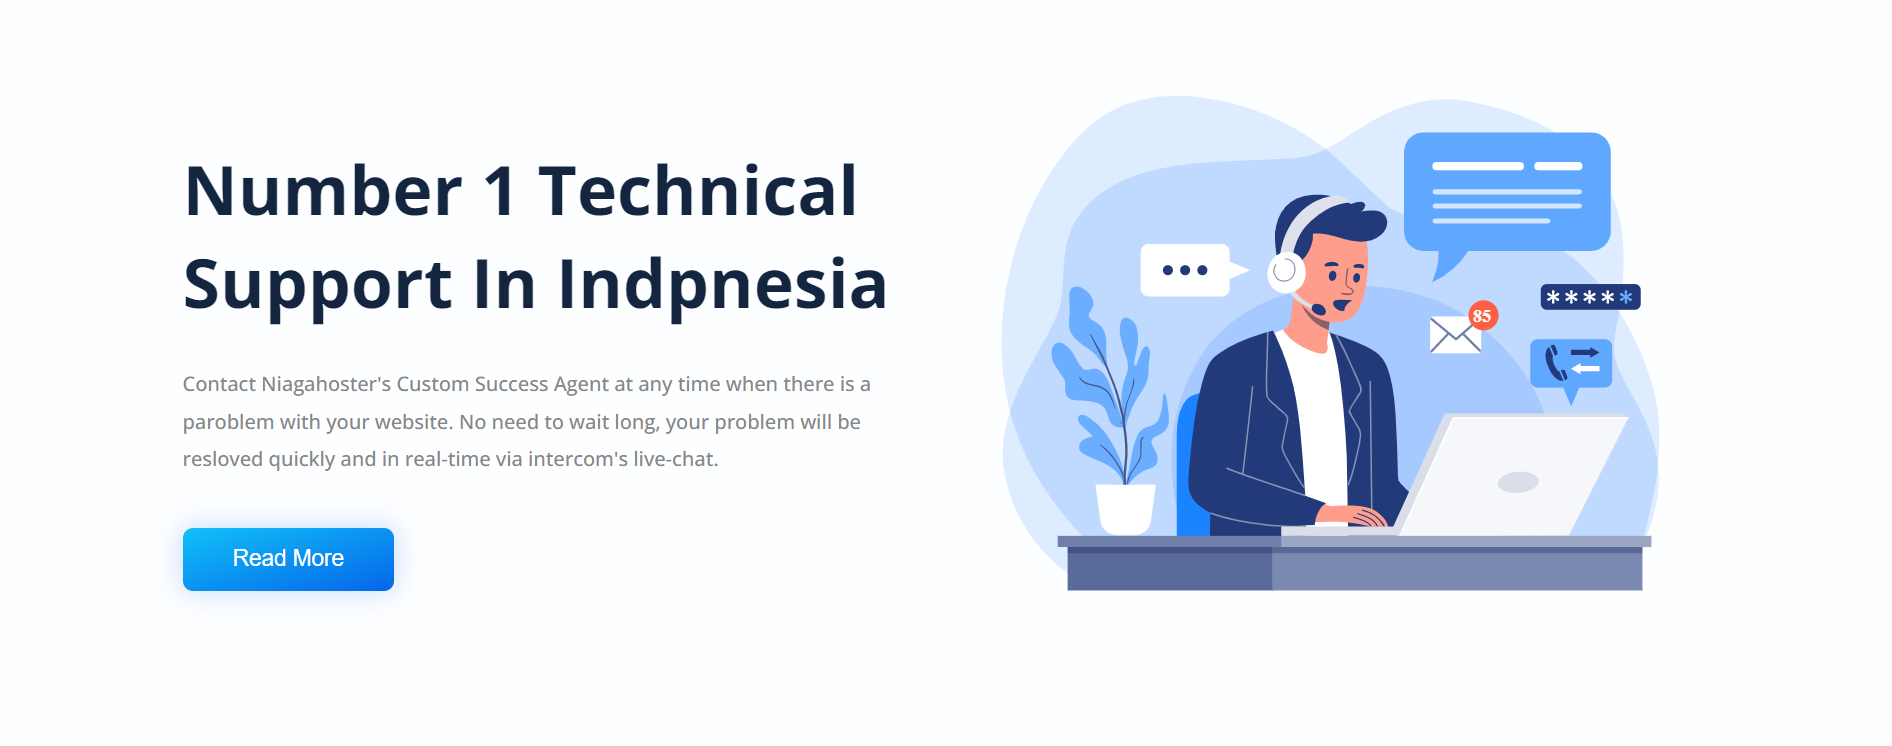 Number 1 Technical
Support In Indpnesia
Contact Niagahoster's Custom Success Agent at any time when there is a
paroblem with your website. No need to wait long, your problem will be
resloved quickly and in real-time via intercom's live-chat.
Read More
85
*****